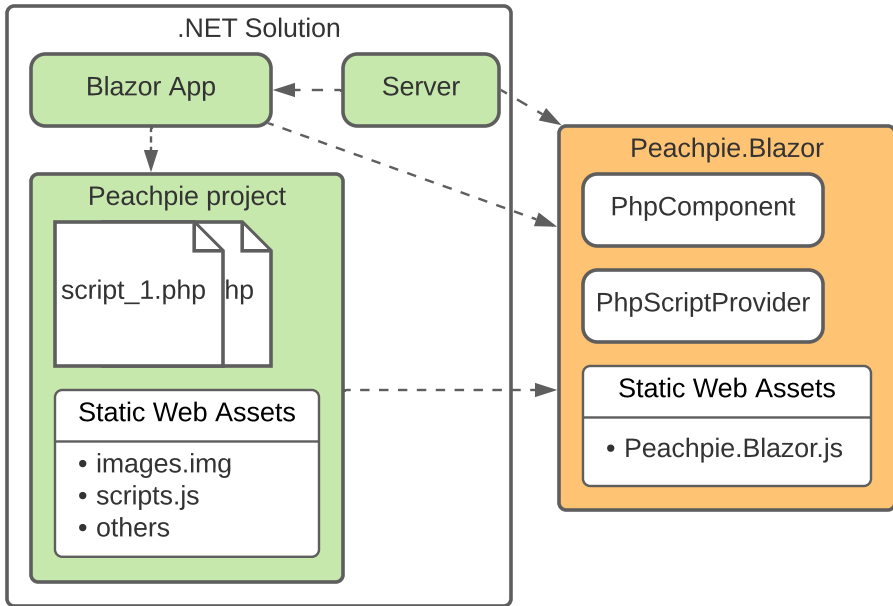 .NET Solution
Blazor App
Server
Peachpie project
script_1.php
hp
Static Web Assets
• images.img
• scripts.js
• others
Peachpie.Blazor
PhpComponent
PhpScriptProvider
Static Web Assets
• Peachpie.Blazor.js